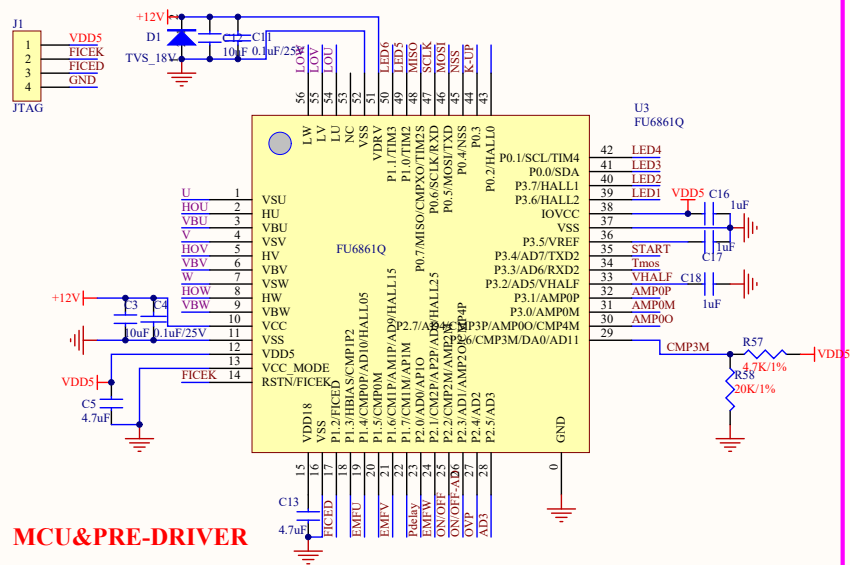 J1
1 VDD5
2 FICEK
3 FICED
4 GND
JTAG
+12V
D1
TVS_18V
C12
10uF
C11
0.1uF/25V
LOW
LOV
LOU
LED6
LED5
MISO
SCLK
MOSI
NSS
K-UP
56
55
54
53
52
51
50
49
48
47
46
45
44
43
LW
LV
LU
NC
VSS
VDRV
P1.1/TIM3
P1.0/TIM2
P0.7/MISO/CMPXO/TIM2S
P0.6/SCLK/RXD
P0.5/MOSI/TXD
P0.4/NSS
P0.3
P0.2/HALL0
U3
FU6861Q
U 1 VSU
HOU 2 HU
VBU 3 VBU
V 4 VSV
HOV 5 HV
VBV 6 VBV
W 7 VSW
HOW 8 HW
VBW 9 VBW
10 VCC
11 VSS
12 VDD5
13 VCC_MODE
FICEK 14 RSTN/FICEK
+12V
C3
10uF
C4
0.1uF/25V
VDD5
C5
4.7uF
FU6861Q
P0.1/SCL/TIM4 42 LED4
P0.0/SDA 41 LED3
P3.7/HALL1 40 LED2
P3.6/HALL2 39 LED1
IOVCC 38
VSS 37
P3.5/VREF 36
P3.4/AD7/TXD2 35 START
P3.3/AD6/RXD2 34 Tmos
P3.2/AD5/VHALF 33 VHALF
P3.1/AMP0P 32 AMP0P
P3.0/AMP0M 31 AMP0M
P2.7/AD4/CMP3P/AMP0O/CMP4M 30 AMP0O
P2.6/CMP3M/DA0/AD11 29
VDD5
C16
1uF
C17
1uF
C18
1uF
CMP3M
R57
4.7K/1%
VDD5
R58
20K/1%
VDD18
VSS
P1.2/FICED
P1.3/HBIAS/CMP1P2
P1.4/CMP0P/AD10/HALL05
P1.5/CMP0M
P1.6/CM1P/AM1P/AD9/HALL15
P1.7/CM1M/AP1M
P2.0/AD0/AP1O
P2.1/CM2P/AP2P/AD8/HALL25
P2.2/CMP2M/AMP2M
P2.3/AD1/AMP2O/CMP4P
P2.4/AD2
P2.5/AD3
GND
15
16
17
18
19
20
21
22
23
24
25
26
27
28
0
C13
4.7uF
FICED
EMFU
EMFV
Pdelay
EMFW
ON/OFF
ON/OFF-AD
OVP
AD3
MCU&PRE-DRIVER